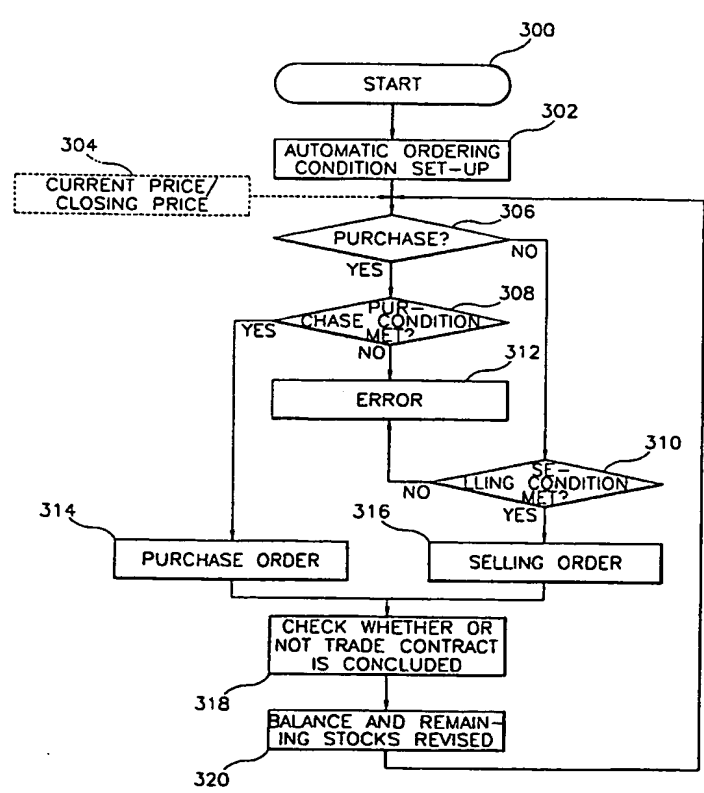 300
START
302
AUTOMATIC ORDERING
CONDITION SET-UP
304
CURRENT PRICE/
CLOSING PRICE
306
PURCHASE?
NO
YES
308
PUR-
CHASE CONDITION
MET?
YES
NO
312
ERROR
310
SE-
LLING CONDITION
MET?
NO
YES
314
PURCHASE ORDER
316
SELLING ORDER
CHECK WHETHER OR
NOT TRADE CONTRACT
IS CONCLUDED
318
BALANCE AND REMAIN-
ING STOCKS REVISED
320